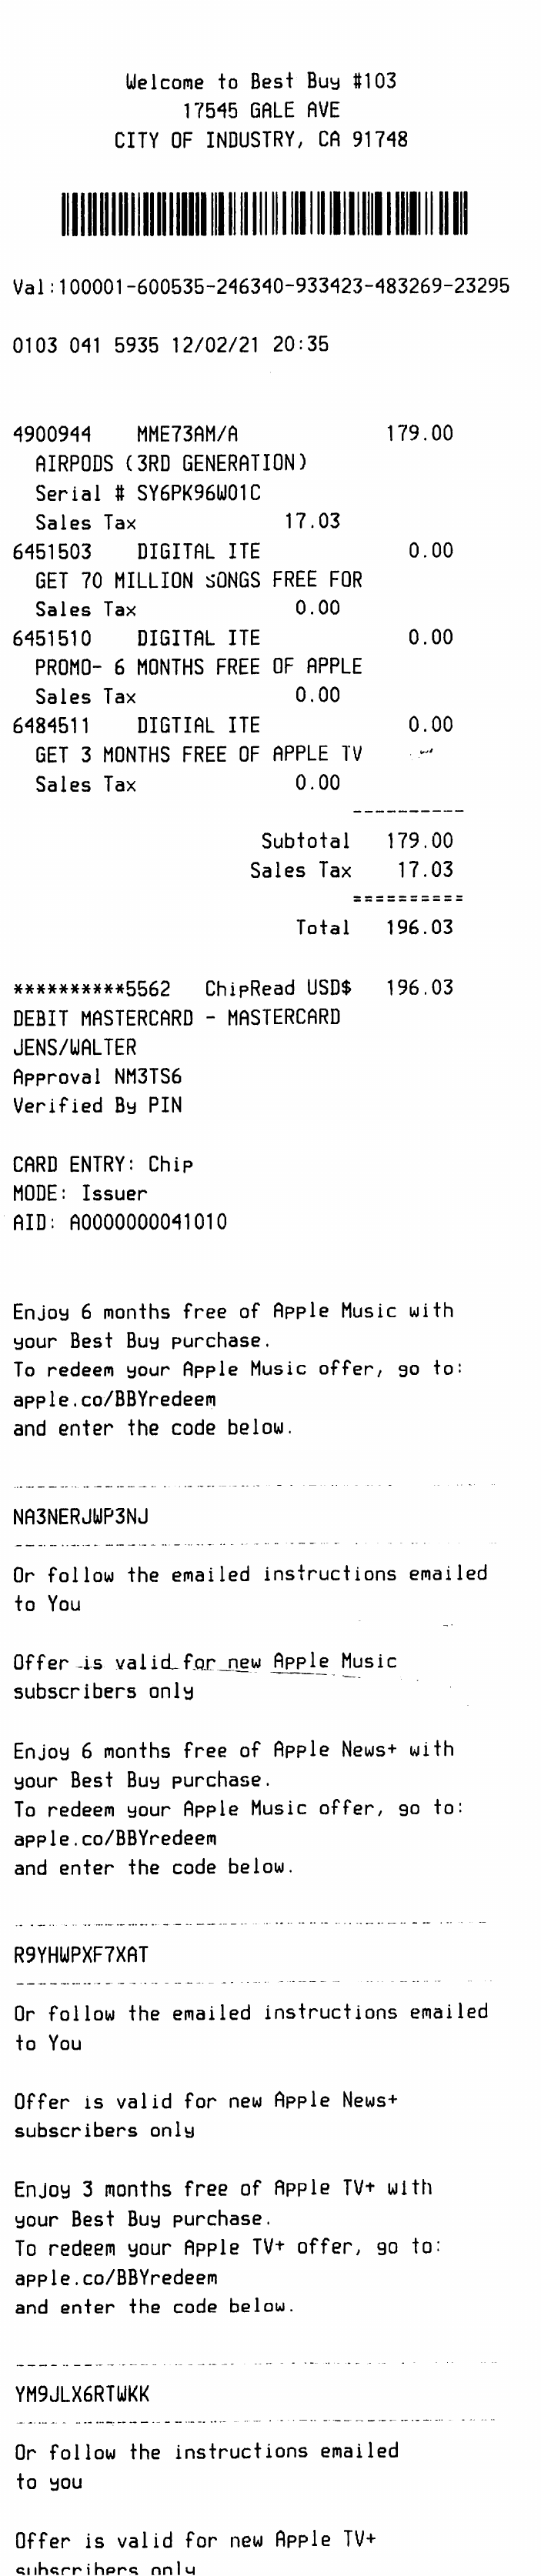 Welcome to Best Buy #103
17545 GALE AVE
CITY OF INDUSTRY, CA 91748
Val:100001-600535-246340-933423-483269-23295
0103 041 5935 12/02/21 20:35
4900944 MME73AM/A 179.00
AIRPODS (3RD GENERATION)
Serial # SY6PK96W01C
Sales Tax 17.03
6451503 DIGITAL ITE 0.00
GET 70 MILLION SONGS FREE FOR
Sales Tax 0.00
6451510 DIGITAL ITE 0.00
PROMO- 6 MONTHS FREE OF APPLE
Sales Tax 0.00
6484511 DIGTIAL ITE 0.00
GET 3 MONTHS FREE OF APPLE TV
Sales Tax 0.00
----------
Subtotal 179.00
Sales Tax 17.03
==========
Total 196.03
**********5562 ChipRead USD$ 196.03
DEBIT MASTERCARD - MASTERCARD
JENS/WALTER
Approval NM3TS6
Verified By PIN
CARD ENTRY: Chip
MODE: Issuer
AID: A0000000041010
Enjoy 6 months free of Apple Music with
your Best Buy purchase.
To redeem your Apple Music offer, go to:
apple.co/BBYredeem
and enter the code below.
NA3NERJWP3NJ
Or follow the emailed instructions emailed
to You
Offer is valid for new Apple Music
subscribers only
Enjoy 6 months free of Apple News+ with
your Best Buy purchase.
To redeem your Apple Music offer, go to:
apple.co/BBYredeem
and enter the code below.
R9YHWPXF7XAT
Or follow the emailed instructions emailed
to You
Offer is valid for new Apple News+
subscribers only
Enjoy 3 months free of Apple TV+ with
your Best Buy purchase.
To redeem your Apple TV+ offer, go to:
apple.co/BBYredeem
and enter the code below.
YM9JLX6RTWKK
Or follow the instructions emailed
to you
Offer is valid for new Apple TV+
subscribers only